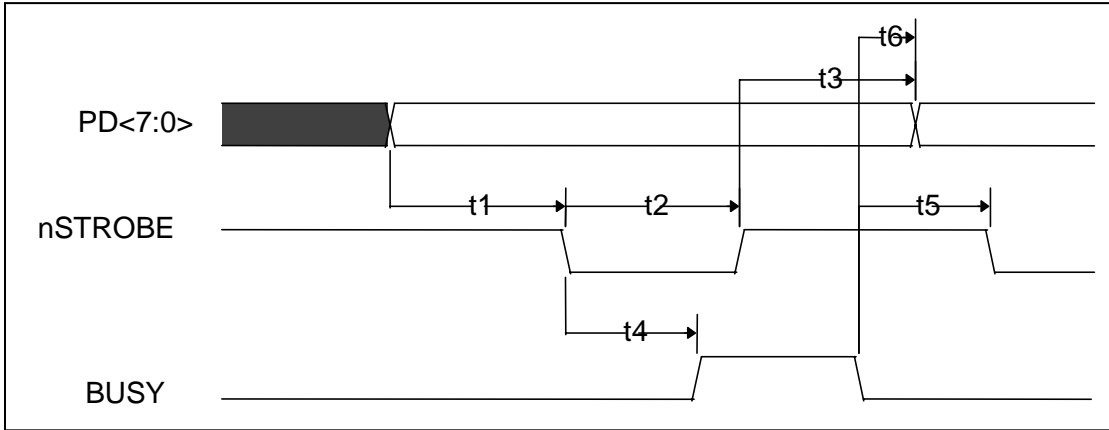 t6
t3
PD<7:0>
t1 t2 t5
nSTROBE
t4
BUSY